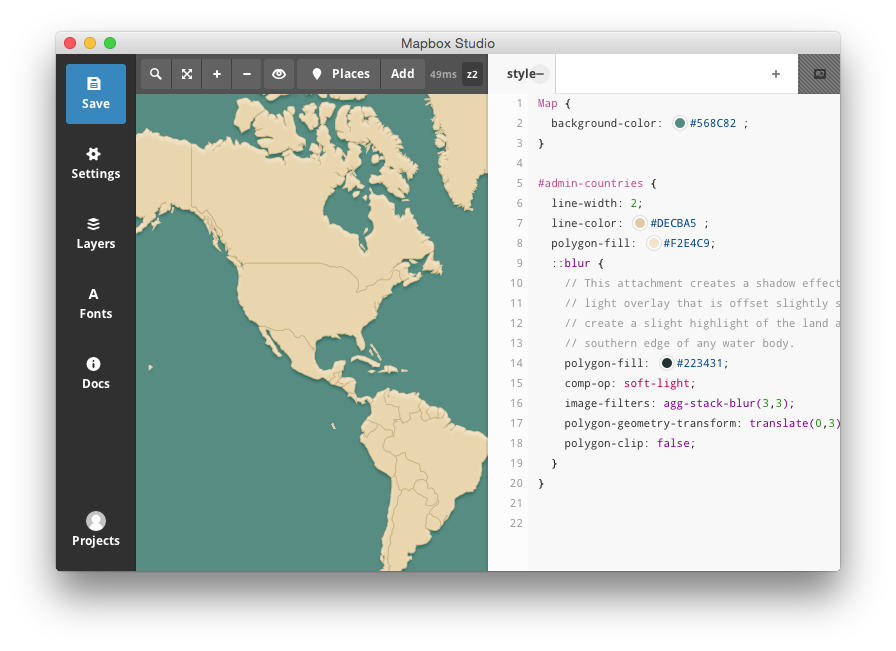 Mapbox Studio
Save
Settings
Layers
A
Fonts
Docs
Projects
Places
Add
49ms
z2
style
1 Map {
2 background-color: #568C82 ;
3 }
4
5 #admin-countries {
6 line-width: 2;
7 line-color: #DECBA5 ;
8 polygon-fill: #F2E4C9;
9 ::blur {
10 // This attachment creates a shadow effect
11 // light overlay that is offset slightly s
12 // create a slight highlight of the land a
13 // southern edge of any water body.
14 polygon-fill: #223431;
15 comp-op: soft-light;
16 image-filters: agg-stack-blur(3,3);
17 polygon-geometry-transform: translate(0,3)
18 polygon-clip: false;
19 }
20 }
21
22